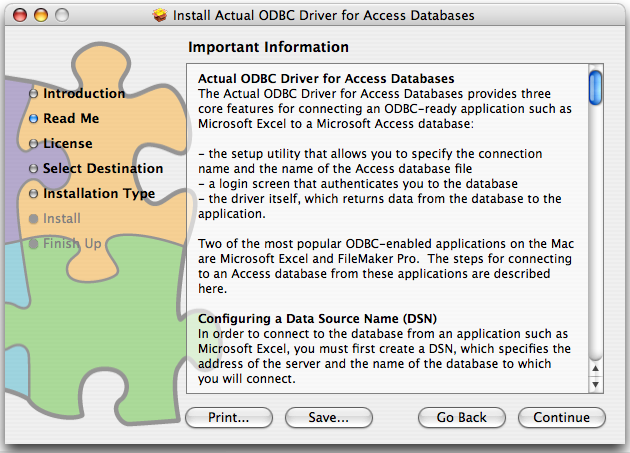 Install Actual ODBC Driver for Access Databases
Important Information
Introduction
Read Me
License
Select Destination
Installation Type
Install
Finish Up
Actual ODBC Driver for Access Databases
The Actual ODBC Driver for Access Databases provides three
core features for connecting an ODBC-ready application such as
Microsoft Excel to a Microsoft Access database:
- the setup utility that allows you to specify the connection
name and the name of the Access database file
- a login screen that authenticates you to the database
- the driver itself, which returns data from the database to the
application.
Two of the most popular ODBC-enabled applications on the Mac
are Microsoft Excel and FileMaker Pro.  The steps for connecting
to an Access database from these applications are described
here.
Configuring a Data Source Name (DSN)
In order to connect to the database from an application such as
Microsoft Excel, you must first create a DSN, which specifies the
address of the server and the name of the database to which
you will connect.
Print...
Save...
Go Back
Continue